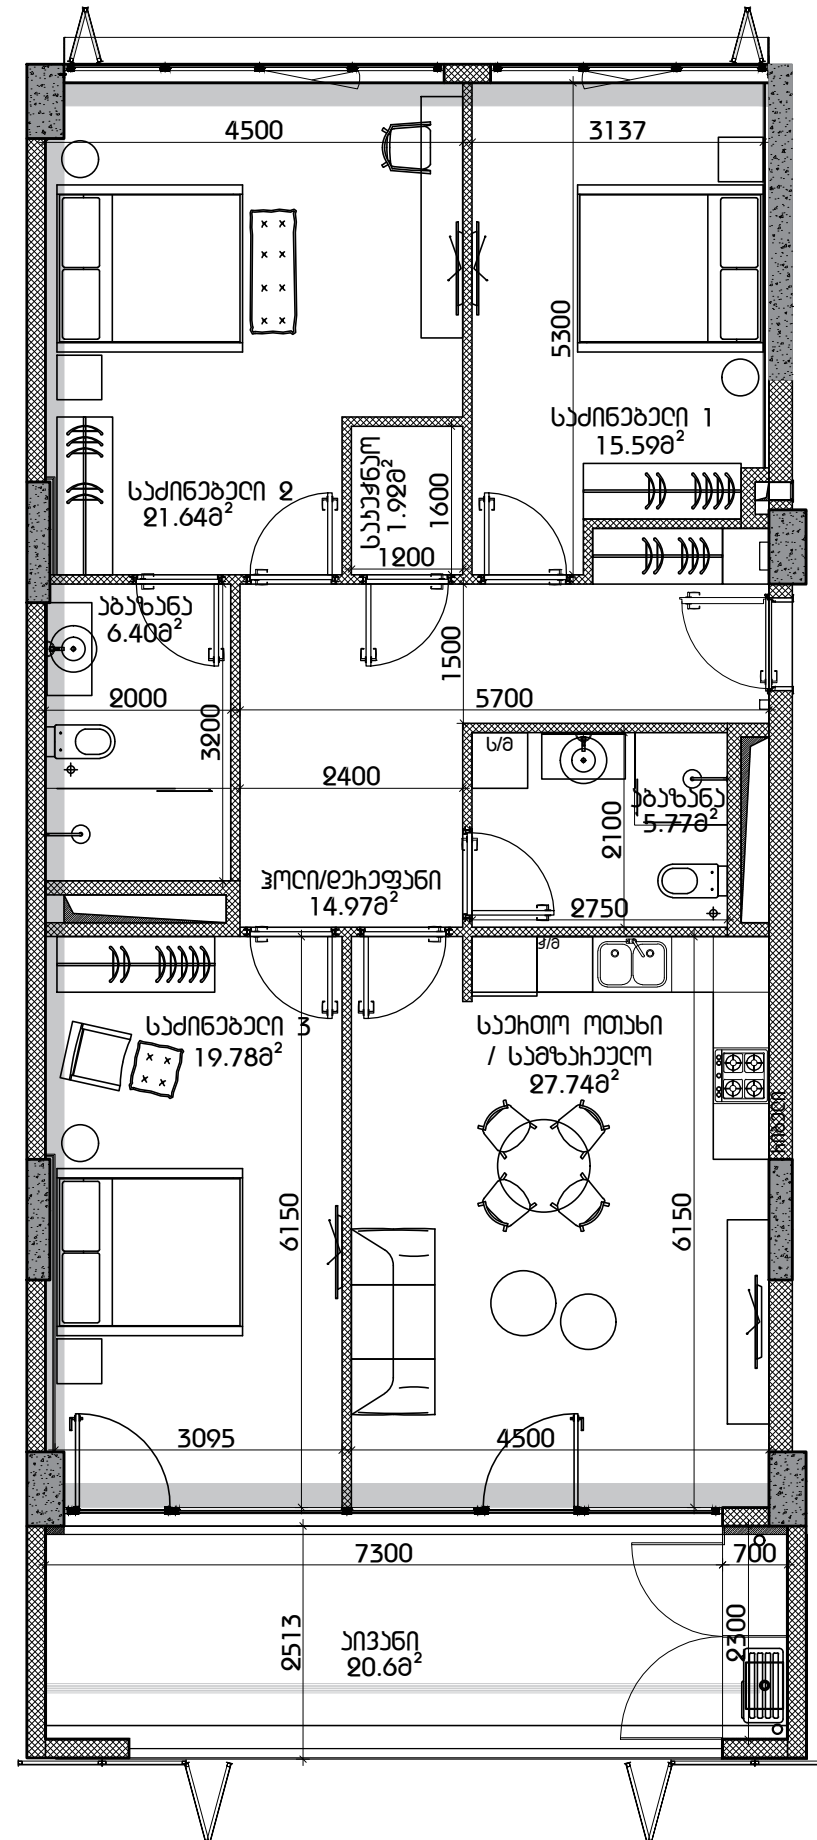 4500
3137
5300
საძინებელი 1
15.59მ²
საძინებელი 2
21.64მ²
საკუჭნაო
1.92მ²
1600
1200
აბაზანა
6.40მ²
1500
2000
5700
3200
ს/მ
2400
აბაზანა
5.77მ²
2100
ჰოლი/დერეფანი
14.97მ²
2750
ჭ/მ
საძინებელი 3
19.78მ²
საერთო ოთახი
/ სამზარეულო
27.74მ²
6150
6150
3095
4500
7300
700
2513
2300
აივანი
20.6მ²